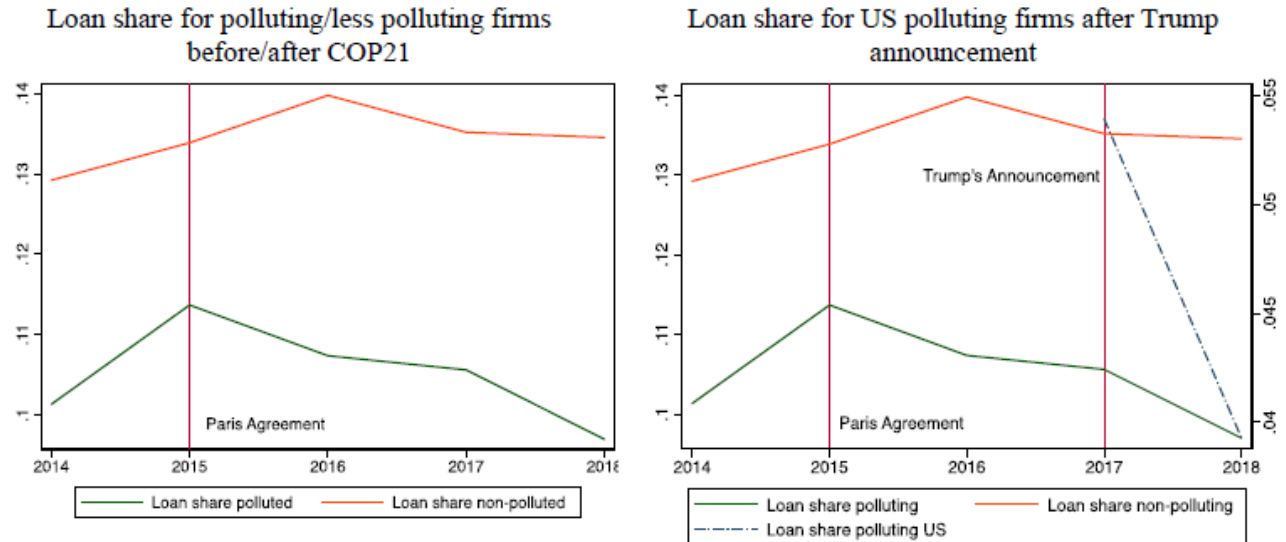 Loan share for polluting/less polluting firms
before/after COP21
.14
.13
.12
.11
.1
Paris Agreement
2014
2015
2016
2017
2018
Loan share polluted
Loan share non-polluted
Loan share for US polluting firms after Trump
announcement
.14
.13
.12
.11
.1
.055
.05
.045
.04
Trump's Announcement
Paris Agreement
2014
2015
2016
2017
2018
Loan share polluting
Loan share non-polluting
Loan share polluting US